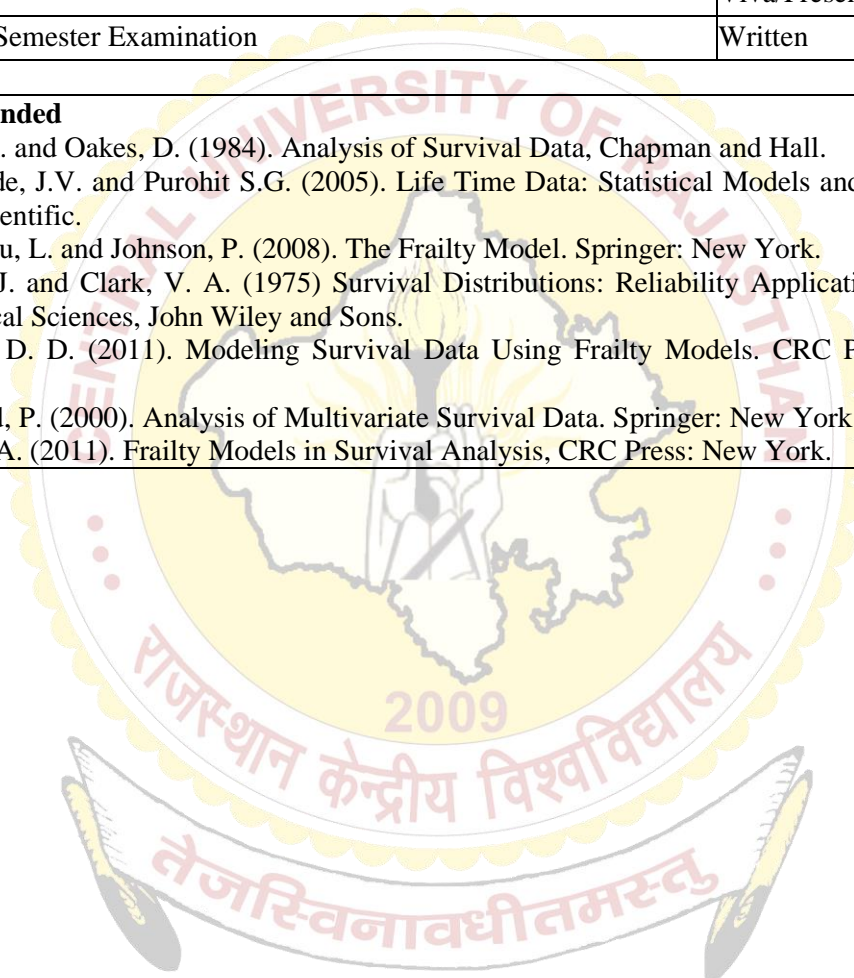 Semester Examination Written
nded
. and Oakes, D. (1984). Analysis of Survival Data, Chapman and Hall.
de, J.V. and Purohit S.G. (2005). Life Time Data: Statistical Models and
entific.
u, L. and Johnson, P. (2008). The Frailty Model. Springer: New York.
J. and Clark, V. A. (1975) Survival Distributions: Reliability Applicati
cal Sciences, John Wiley and Sons.
D. D. (2011). Modeling Survival Data Using Frailty Models. CRC P
l, P. (2000). Analysis of Multivariate Survival Data. Springer: New York
A. (2011). Frailty Models in Survival Analysis, CRC Press: New York.
CENTRAL UNIVERSITY OF RAJASTHAN
2009
राजस्थान केन्द्रीय विश्वविद्यालय
तेजस्विनावधीतमस्तु